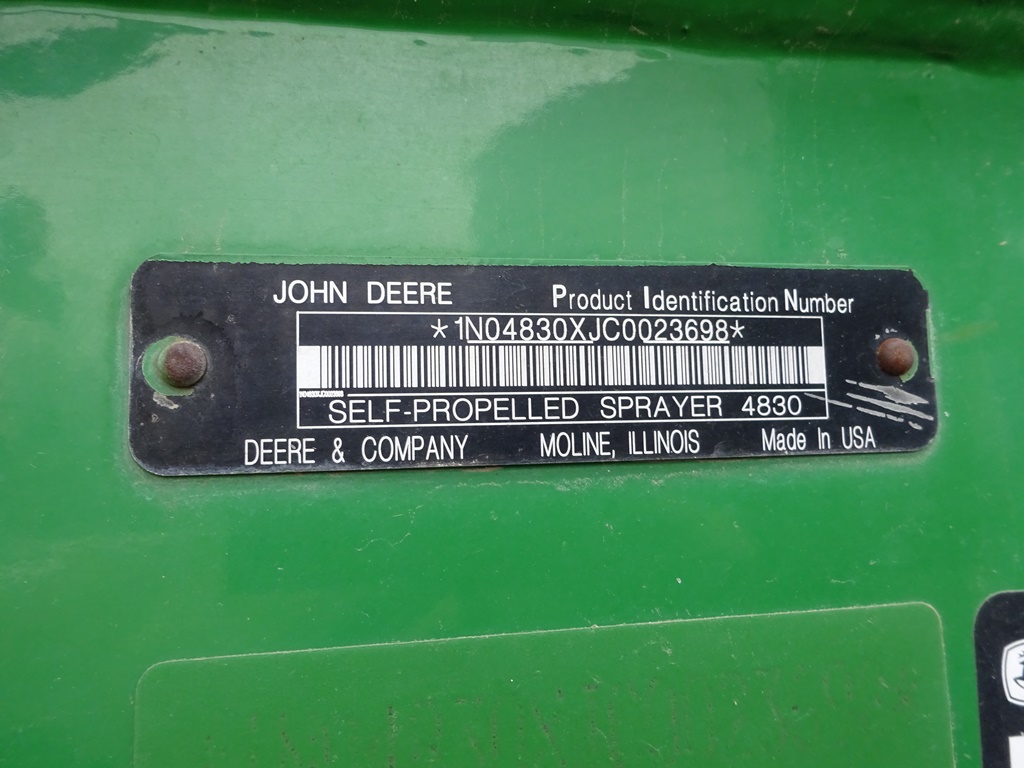 JOHN DEERE Product Identification Number
*1N04830XJC0023698*
SELF-PROPELLED SPRAYER 4830
DEERE & COMPANY MOLINE, ILLINOIS Made In USA